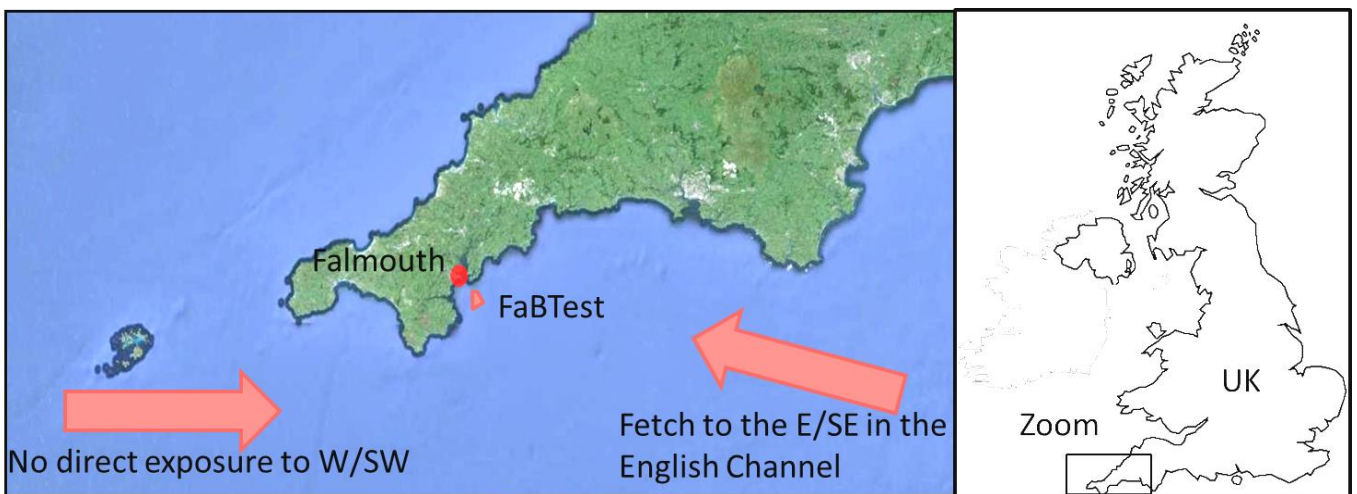 Falmouth
FaBTest
No direct exposure to W/SW
Fetch to the E/SE in the
English Channel
UK
Zoom